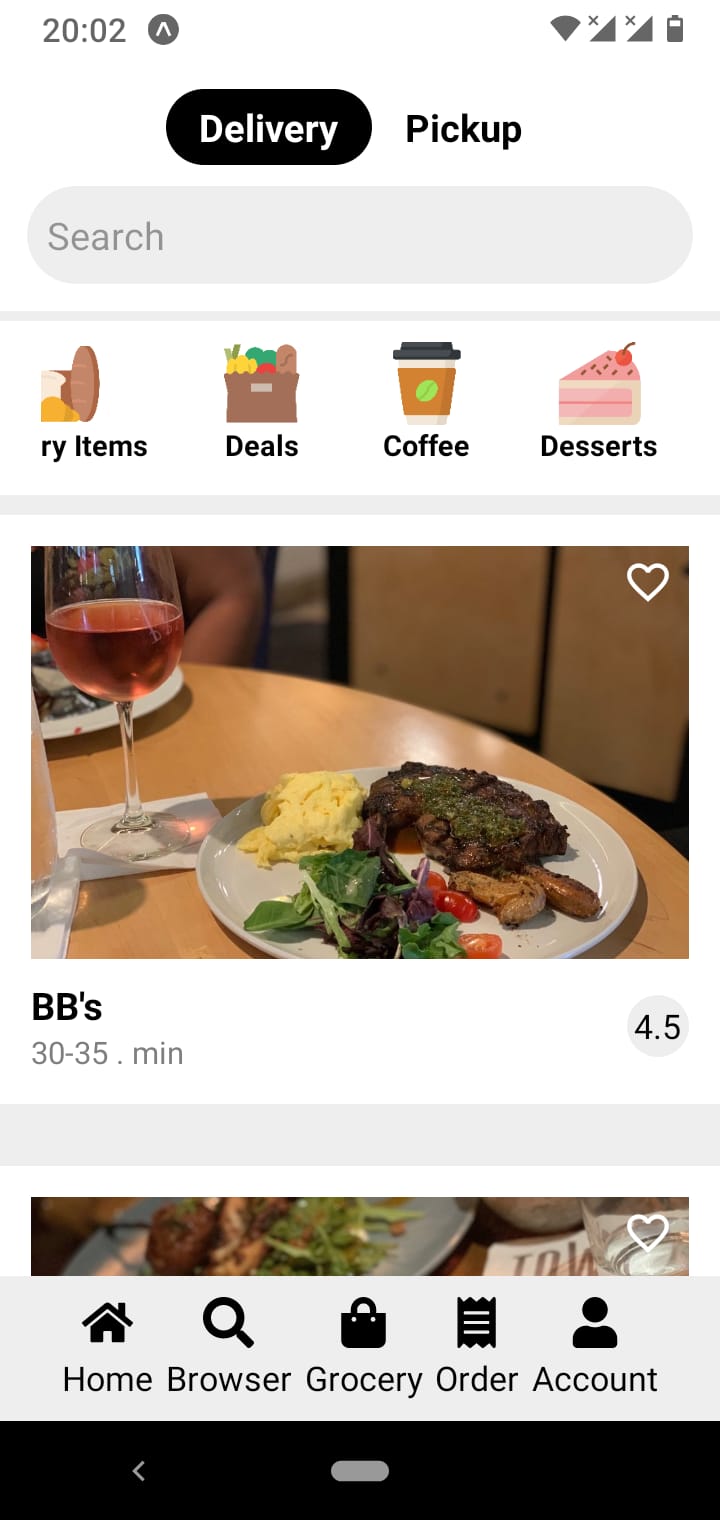 20:02
Delivery Pickup
Search
ry Items Deals Coffee Desserts
BB's
30-35 . min
4.5
Home Browser Grocery Order Account